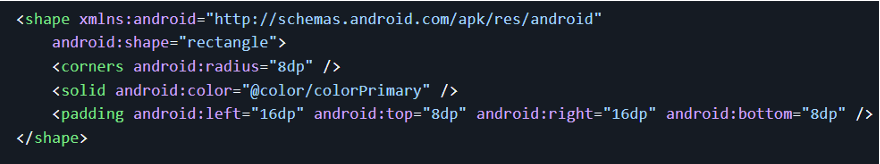 <shape xmlns:android="http://schemas.android.com/apk/res/android"
    android:shape="rectangle">
    <corners android:radius="8dp" />
    <solid android:color="@color/colorPrimary" />
    <padding android:left="16dp" android:top="8dp" android:right="16dp" android:bottom="8dp" />
</shape>